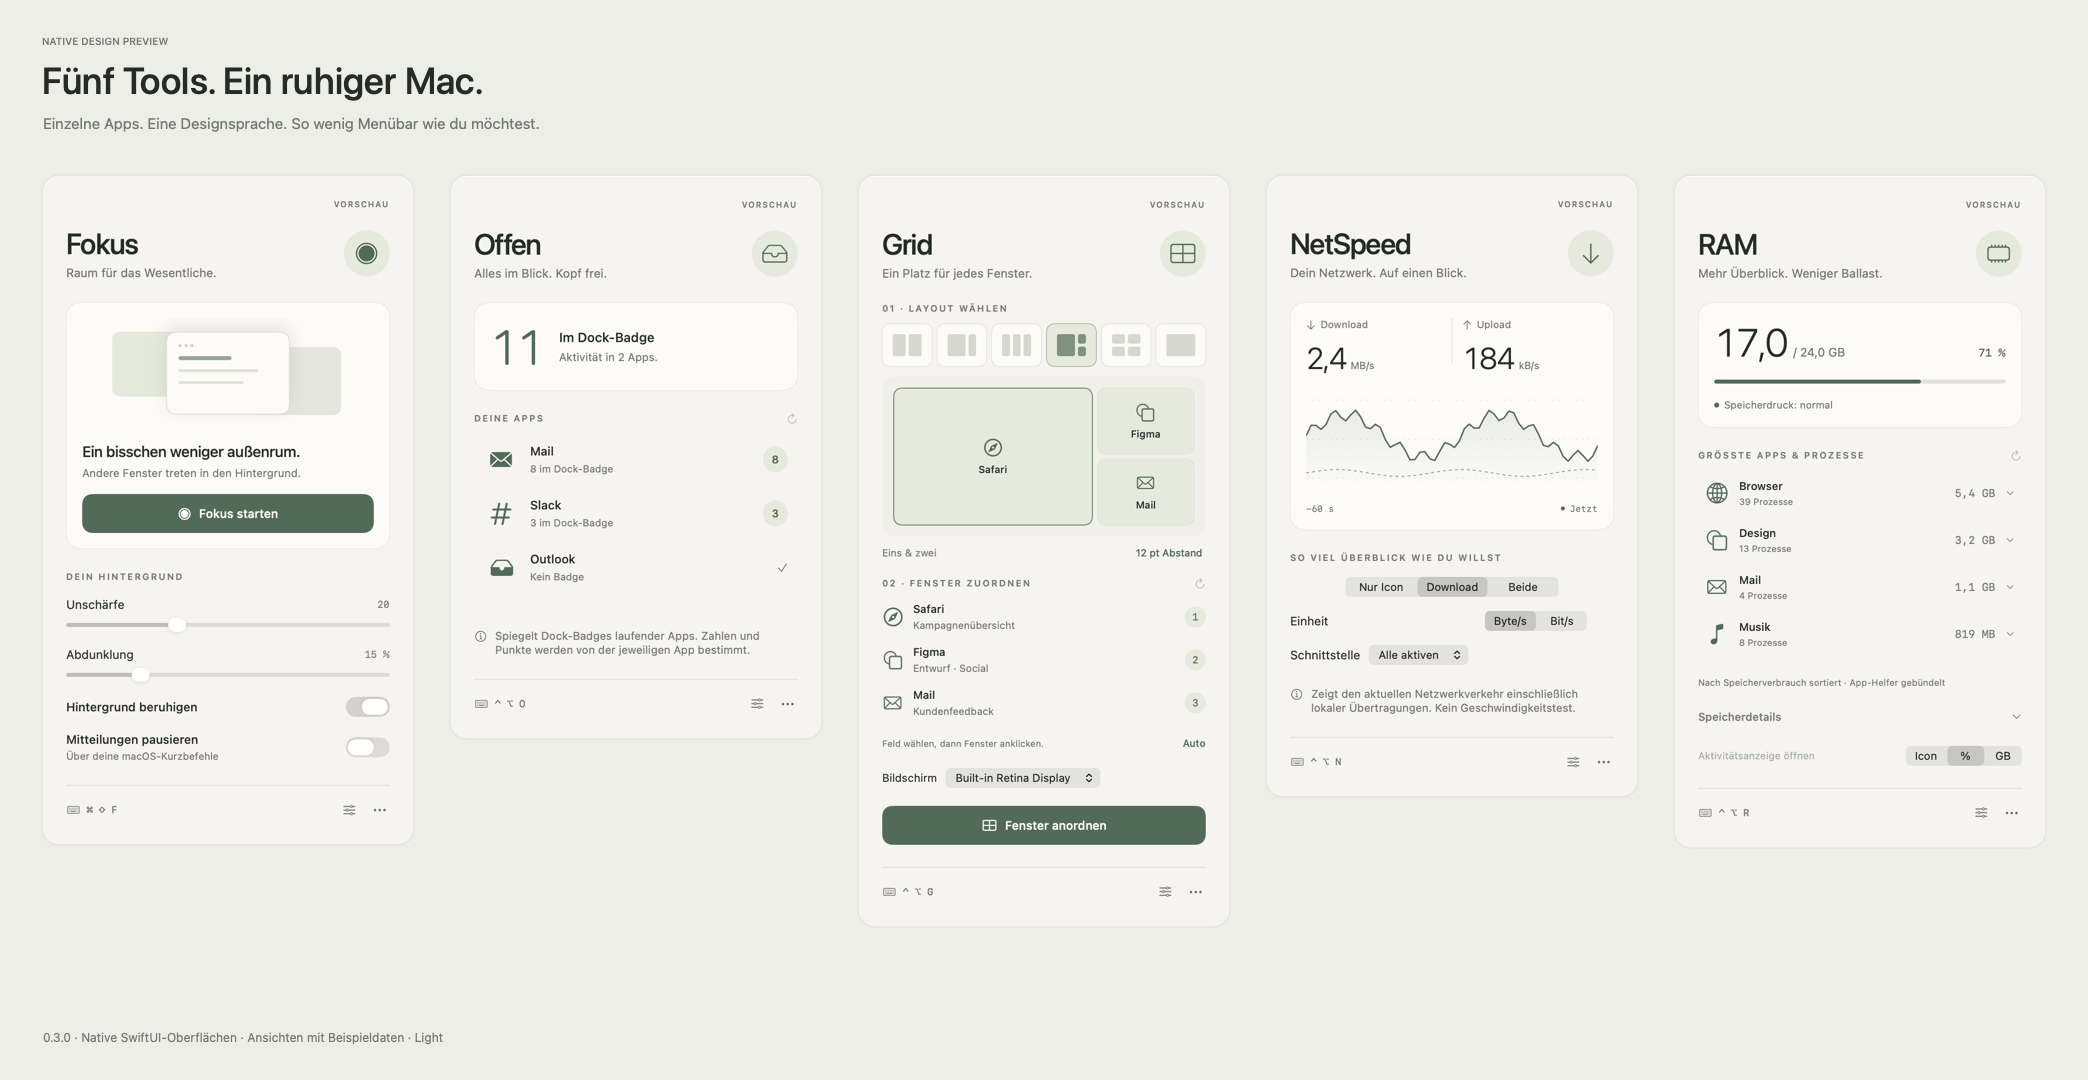 NATIVE DESIGN PREVIEW
Fünf Tools. Ein ruhiger Mac.
Einzelne Apps. Eine Designsprache. So wenig Menübar wie du möchtest.
VORSCHAU
Fokus
Raum für das Wesentliche.
Ein bisschen weniger außenrum.
Andere Fenster treten in den Hintergrund.
Fokus starten
DEIN HINTERGRUND
Unschärfe 20
Abdunklung 15 %
Hintergrund beruhigen
Mitteilungen pausieren
Über deine macOS-Kurzbefehle
⌘ ⇧ F
VORSCHAU
Offen
Alles im Blick. Kopf frei.
11
Im Dock-Badge
Aktivität in 2 Apps.
DEINE APPS
Mail
8 im Dock-Badge
8
Slack
3 im Dock-Badge
3
Outlook
Kein Badge
Spiegelt Dock-Badges laufender Apps. Zahlen und
Punkte werden von der jeweiligen App bestimmt.
^ ⌥ O
VORSCHAU
Grid
Ein Platz für jedes Fenster.
01 · LAYOUT WÄHLEN
Safari
Figma
Mail
Eins & zwei 12 pt Abstand
02 · FENSTER ZUORDNEN
Safari
Kampagnenübersicht
1
Figma
Entwurf · Social
2
Mail
Kundenfeedback
3
Feld wählen, dann Fenster anklicken. Auto
Bildschirm Built-in Retina Display
Fenster anordnen
^ ⌥ G
VORSCHAU
NetSpeed
Dein Netzwerk. Auf einen Blick.
↓ Download ↑ Upload
2,4 MB/s 184 kB/s
−60 s • Jetzt
SO VIEL ÜBERBLICK WIE DU WILLST
Nur Icon Download Beide
Einheit Byte/s Bit/s
Schnittstelle Alle aktiven
Zeigt den aktuellen Netzwerkverkehr einschließlich
lokaler Übertragungen. Kein Geschwindigkeitstest.
^ ⌥ N
VORSCHAU
RAM
Mehr Überblick. Weniger Ballast.
17,0 / 24,0 GB 71 %
• Speicherdruck: normal
GRÖSSTE APPS & PROZESSE
Browser
39 Prozesse
5,4 GB
Design
13 Prozesse
3,2 GB
Mail
4 Prozesse
1,1 GB
Musik
8 Prozesse
819 MB
Nach Speicherverbrauch sortiert · App-Helfer gebündelt
Speicherdetails
Aktivitätsanzeige öffnen Icon % GB
^ ⌥ R
0.3.0 · Native SwiftUI-Oberflächen · Ansichten mit Beispieldaten · Light